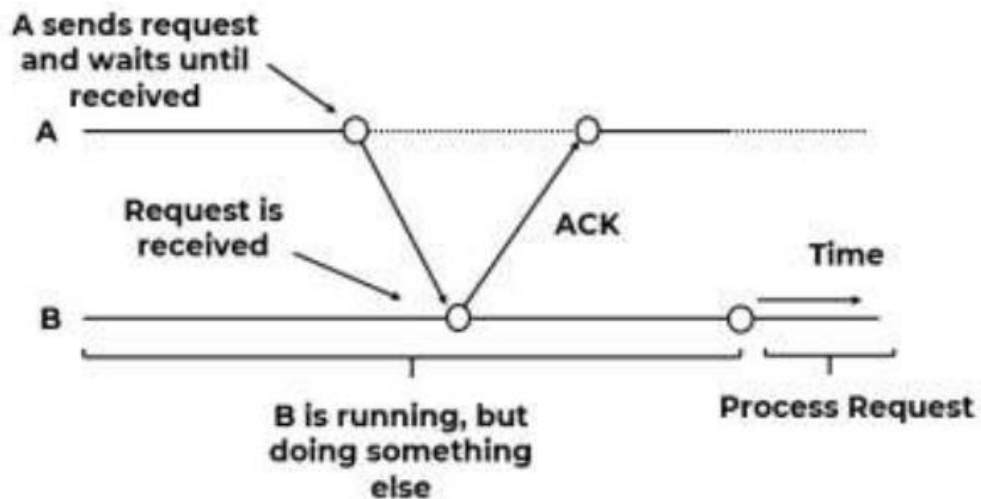 A sends request
and waits until
received
A
Request is
received
ACK
Time
B
B is running, but
doing something
else
Process Request